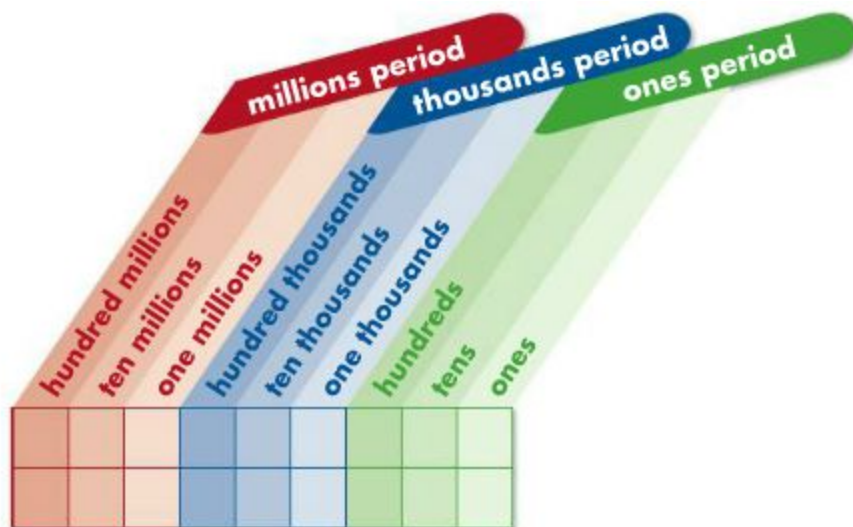 millions period
thousands period
ones period
hundred millions
ten millions
one millions
hundred thousands
ten thousands
one thousands
hundreds
tens
ones